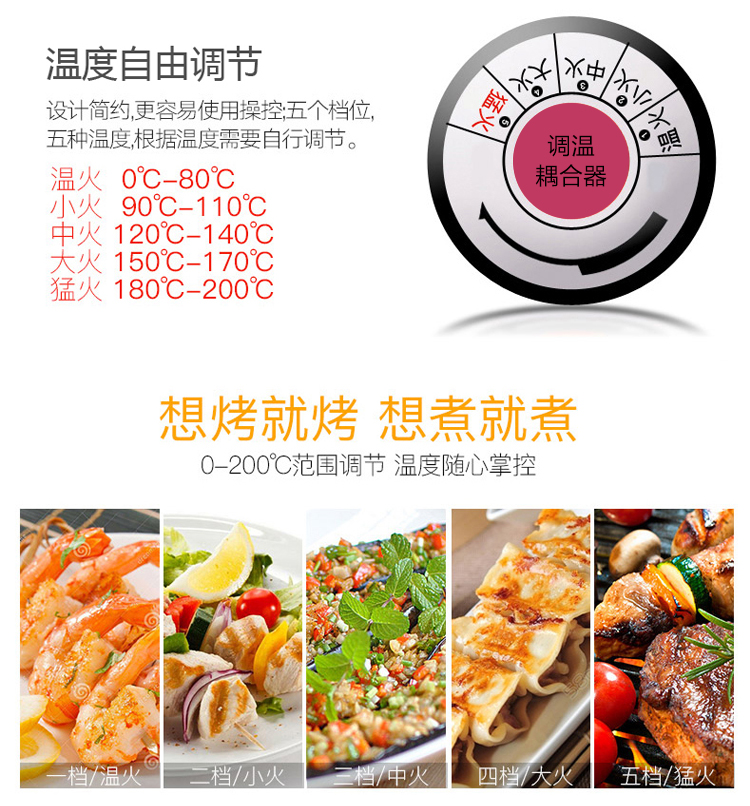 温度自由调节
设计简约,更容易使用操控;五个档位,
五种温度,根据温度需要自行调节。
温火 0℃-80℃
小火 90℃-110℃
中火 120℃-140℃
大火 150℃-170℃
猛火 180℃-200℃
猛火 5
大火 4
中火 3
小火 2
温火 1
调温
耦合器
想烤就烤 想煮就煮
0-200℃范围调节 温度随心掌控
一档/温火
二档/小火
三档/中火
四档/大火
五档/猛火